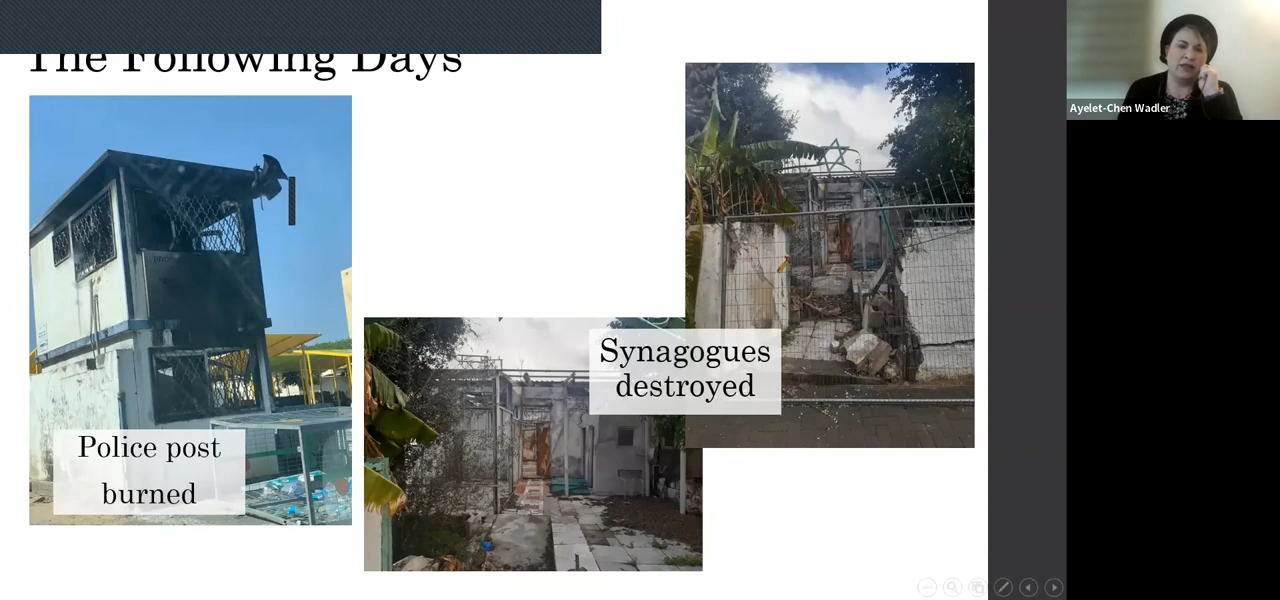 The Following Days
Police post
burned
Synagogues
destroyed
Ayelet-Chen Wadler